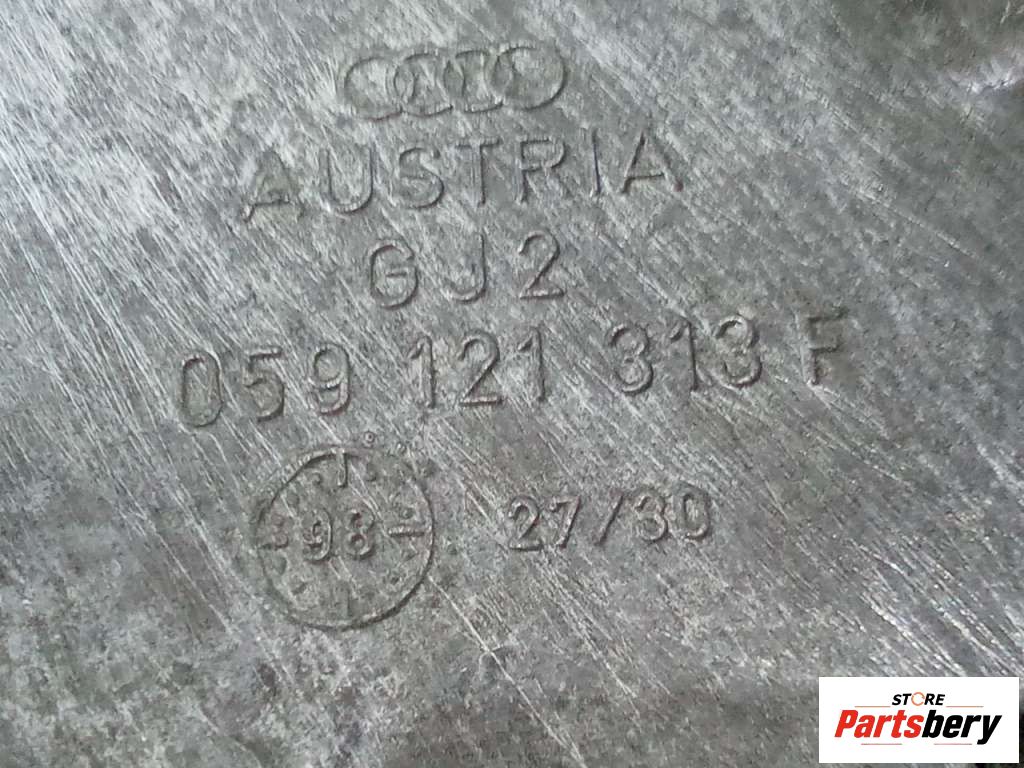 AUSTRIA
GJ2
059 121 313 F
98
27/30
STORE
Partsbery